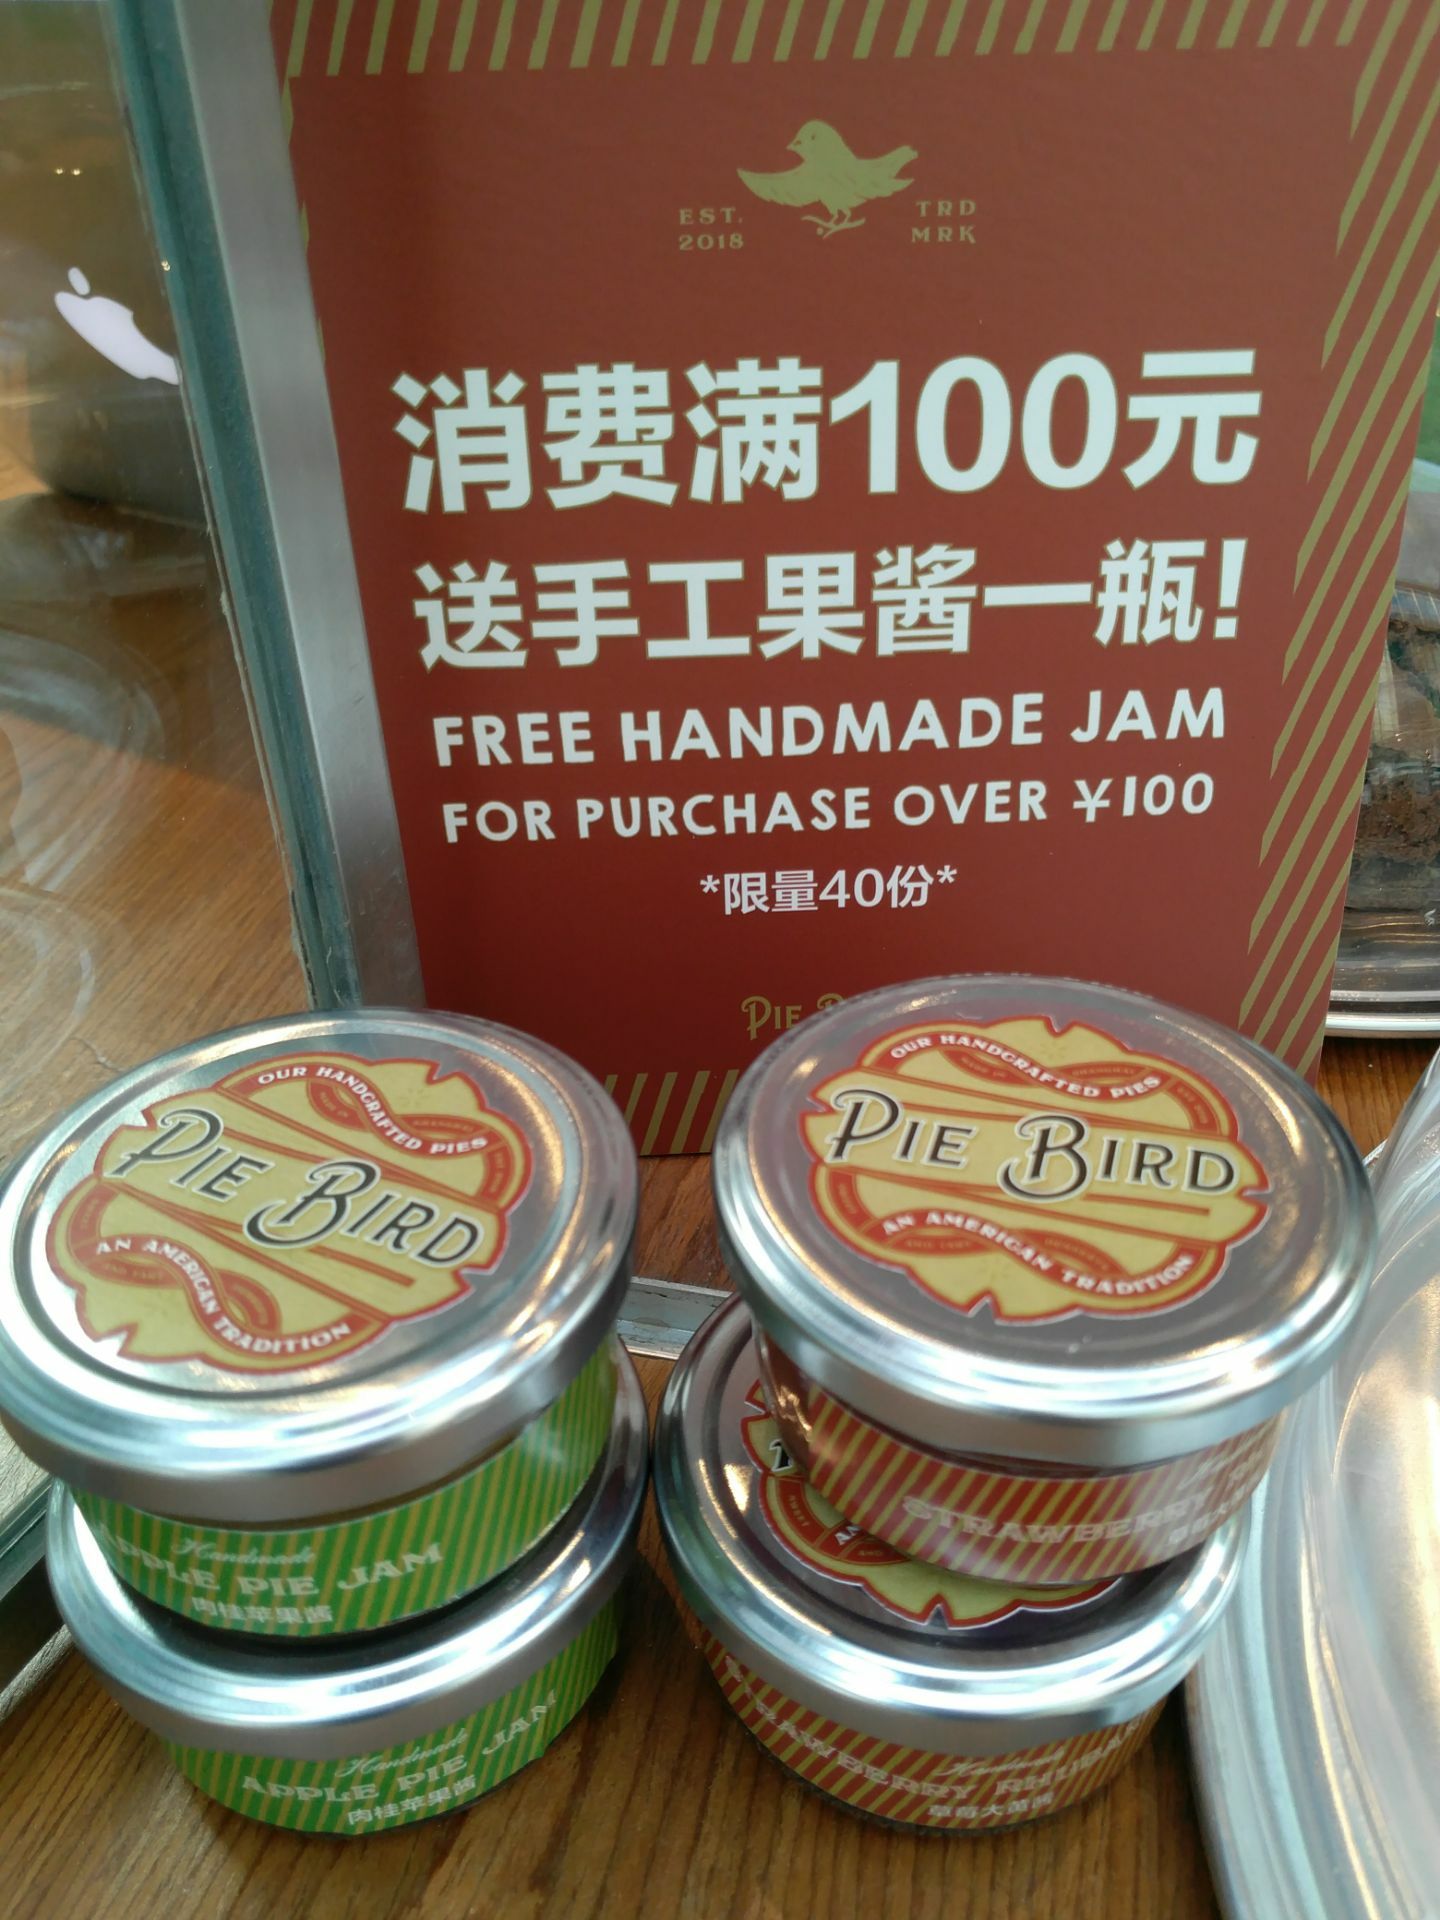 EST. 2018
TRD MRK
消费满100元
送手工果酱一瓶!
FREE HANDMADE JAM
FOR PURCHASE OVER ¥100
*限量40份*
PIE
OUR HANDCRAFTED PIES
PIE BIRD
AN AMERICAN TRADITION
OUR HANDCRAFTED PIES
PIE BIRD
AN AMERICAN TRADITION
Handmade
APPLE PIE JAM
肉桂苹果酱
STRAWBERRY
Handmade
APPLE PIE JAM
肉桂苹果酱
Handmade
STRAWBERRY
草莓大黄酱